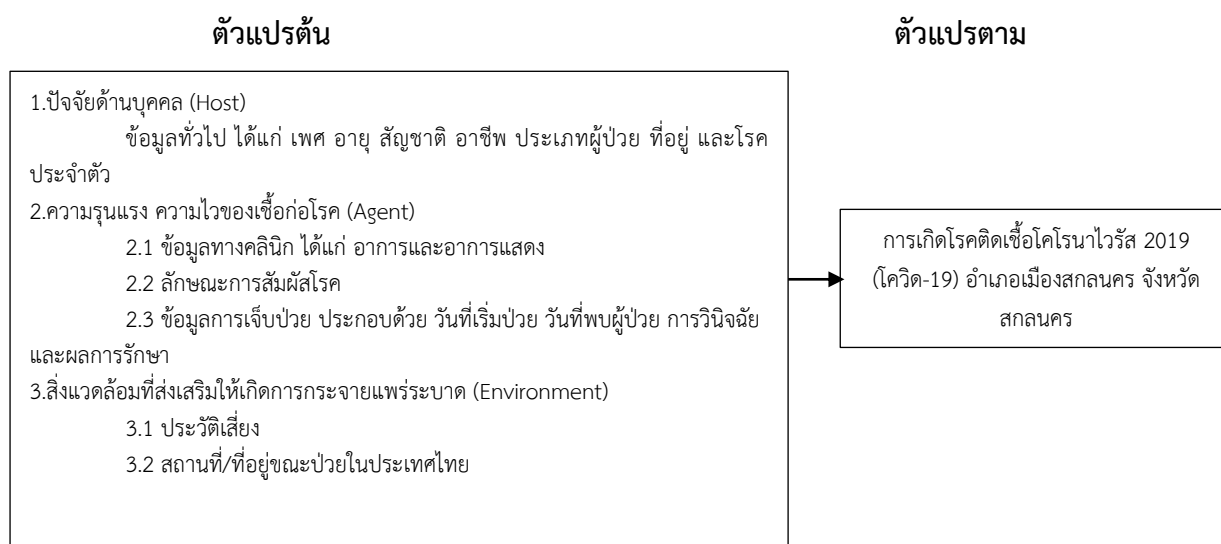 ตัวแปรต้น
ตัวแปรตาม
1.ปัจจัยด้านบุคคล (Host)
ข้อมูลทั่วไป ได้แก่ เพศ อายุ สัญชาติ อาชีพ ประเภทผู้ป่วย ที่อยู่ และโรค
ประจำตัว
2.ความรุนแรง ความไวของเชื้อก่อโรค (Agent)
2.1 ข้อมูลทางคลินิก ได้แก่ อาการและอาการแสดง
2.2 ลักษณะการสัมผัสโรค
2.3 ข้อมูลการเจ็บป่วย ประกอบด้วย วันที่เริ่มป่วย วันที่พบผู้ป่วย การวินิจฉัย
และผลการรักษา
3.สิ่งแวดล้อมที่ส่งเสริมให้เกิดการกระจายแพร่ระบาด (Environment)
3.1 ประวัติเสี่ยง
3.2 สถานที่/ที่อยู่ขณะป่วยในประเทศไทย
การเกิดโรคติดเชื้อโคโรนาไวรัส 2019
(โควิด-19) อำเภอเมืองสกลนคร จังหวัด
สกลนคร